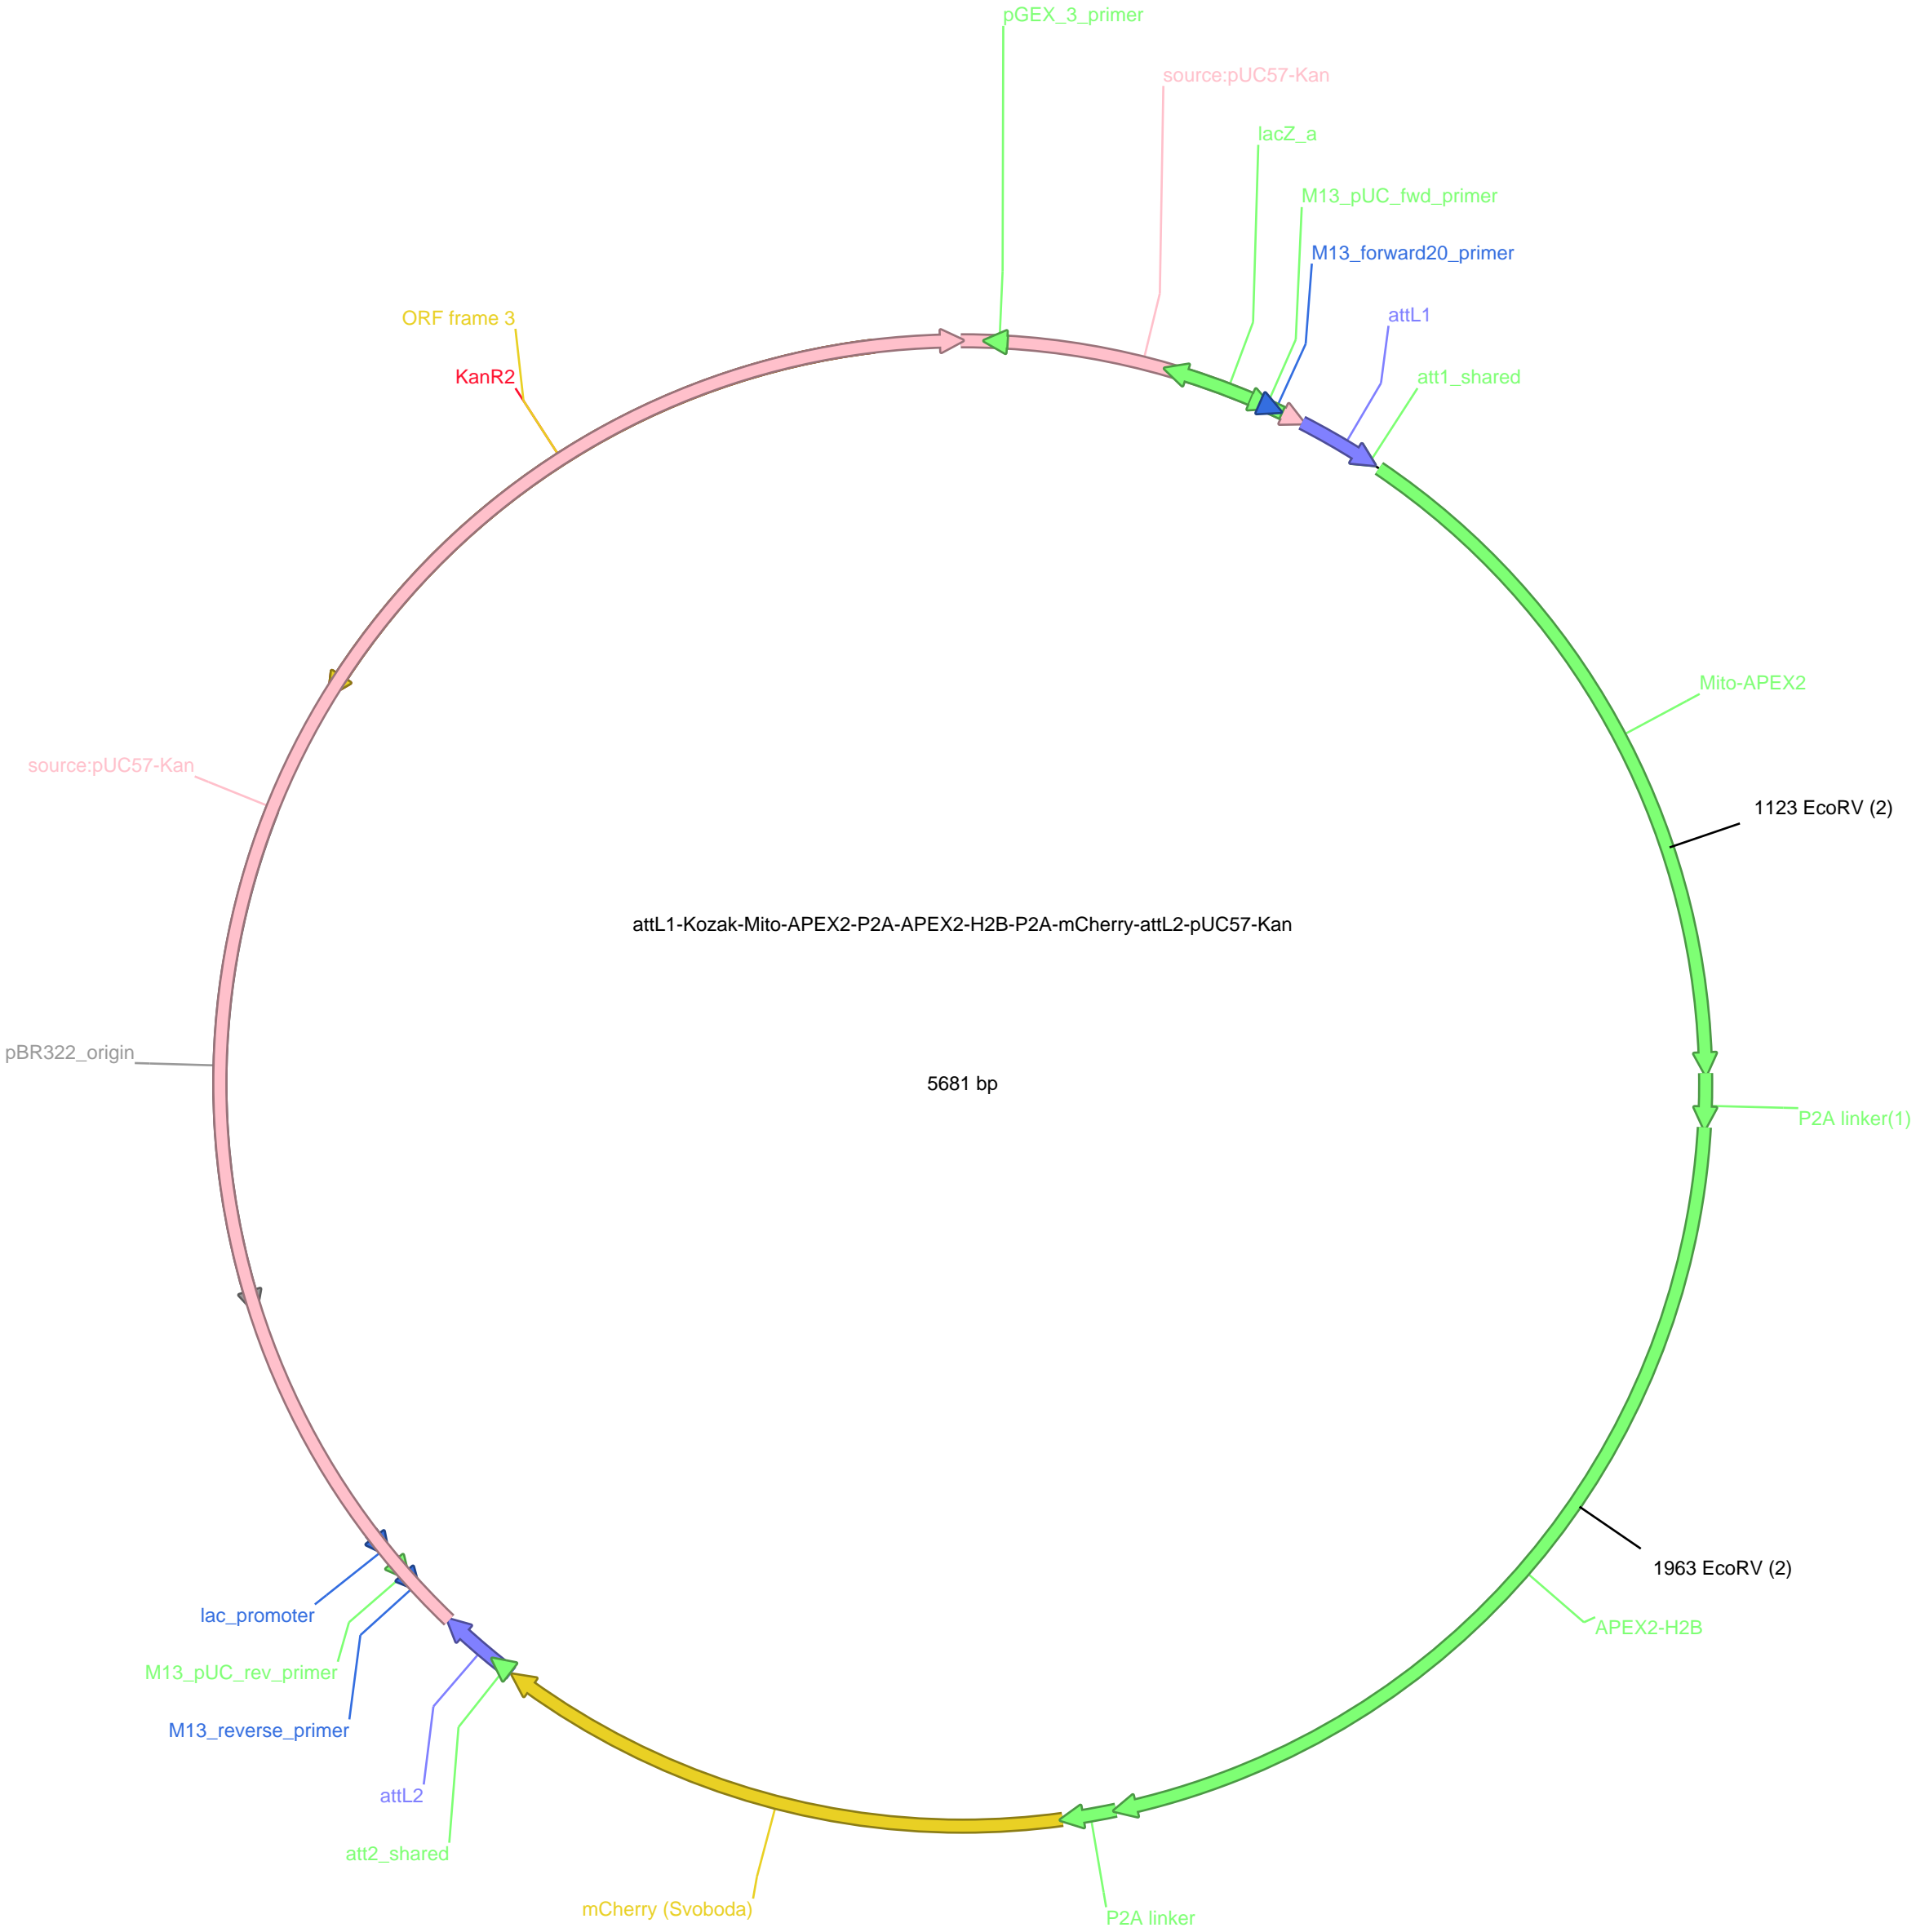 pGEX_3_primer
source:pUC57-Kan
lacZ_a
M13_pUC_fwd_primer
M13_forward20_primer
ORF frame 3
attL1
KanR2
att1_shared
Mito-APEX2
source:pUC57-Kan
1123 EcoRV (2)
attL1-Kozak-Mito-APEX2-P2A-APEX2-H2B-P2A-mCherry-attL2-pUC57-Kan
pBR322_origin
5681 bp
P2A linker(1)
1963 EcoRV (2)
lac_promoter
APEX2-H2B
M13_pUC_rev_primer
M13_reverse_primer
attL2
att2_shared
mCherry (Svoboda)
P2A linker